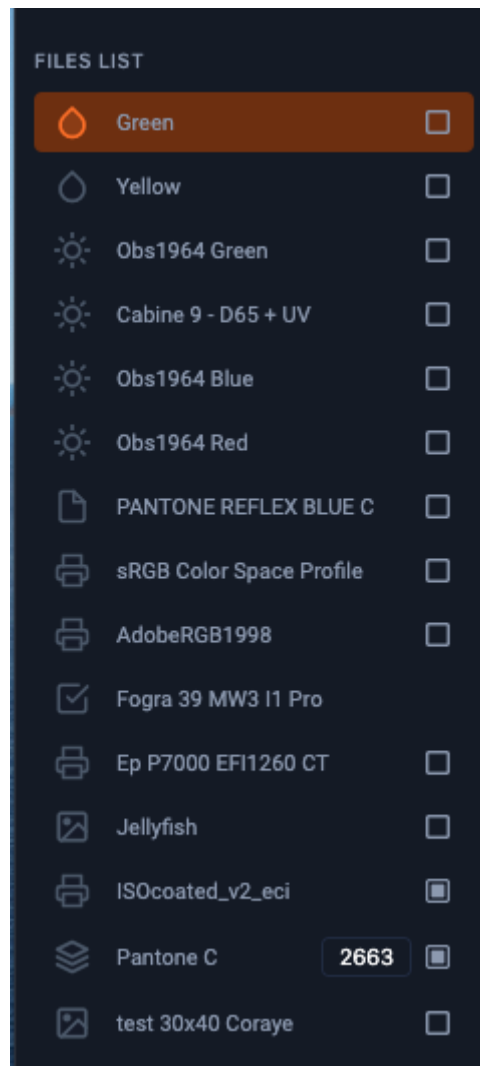 FILES LIST
Green
Yellow
Obs1964 Green
Cabine 9 - D65 + UV
Obs1964 Blue
Obs1964 Red
PANTONE REFLEX BLUE C
sRGB Color Space Profile
AdobeRGB1998
Fogra 39 MW3 I1 Pro
Ep P7000 EFI1260 CT
Jellyfish
ISOcoated_v2_eci
Pantone C 2663
test 30x40 Coraye